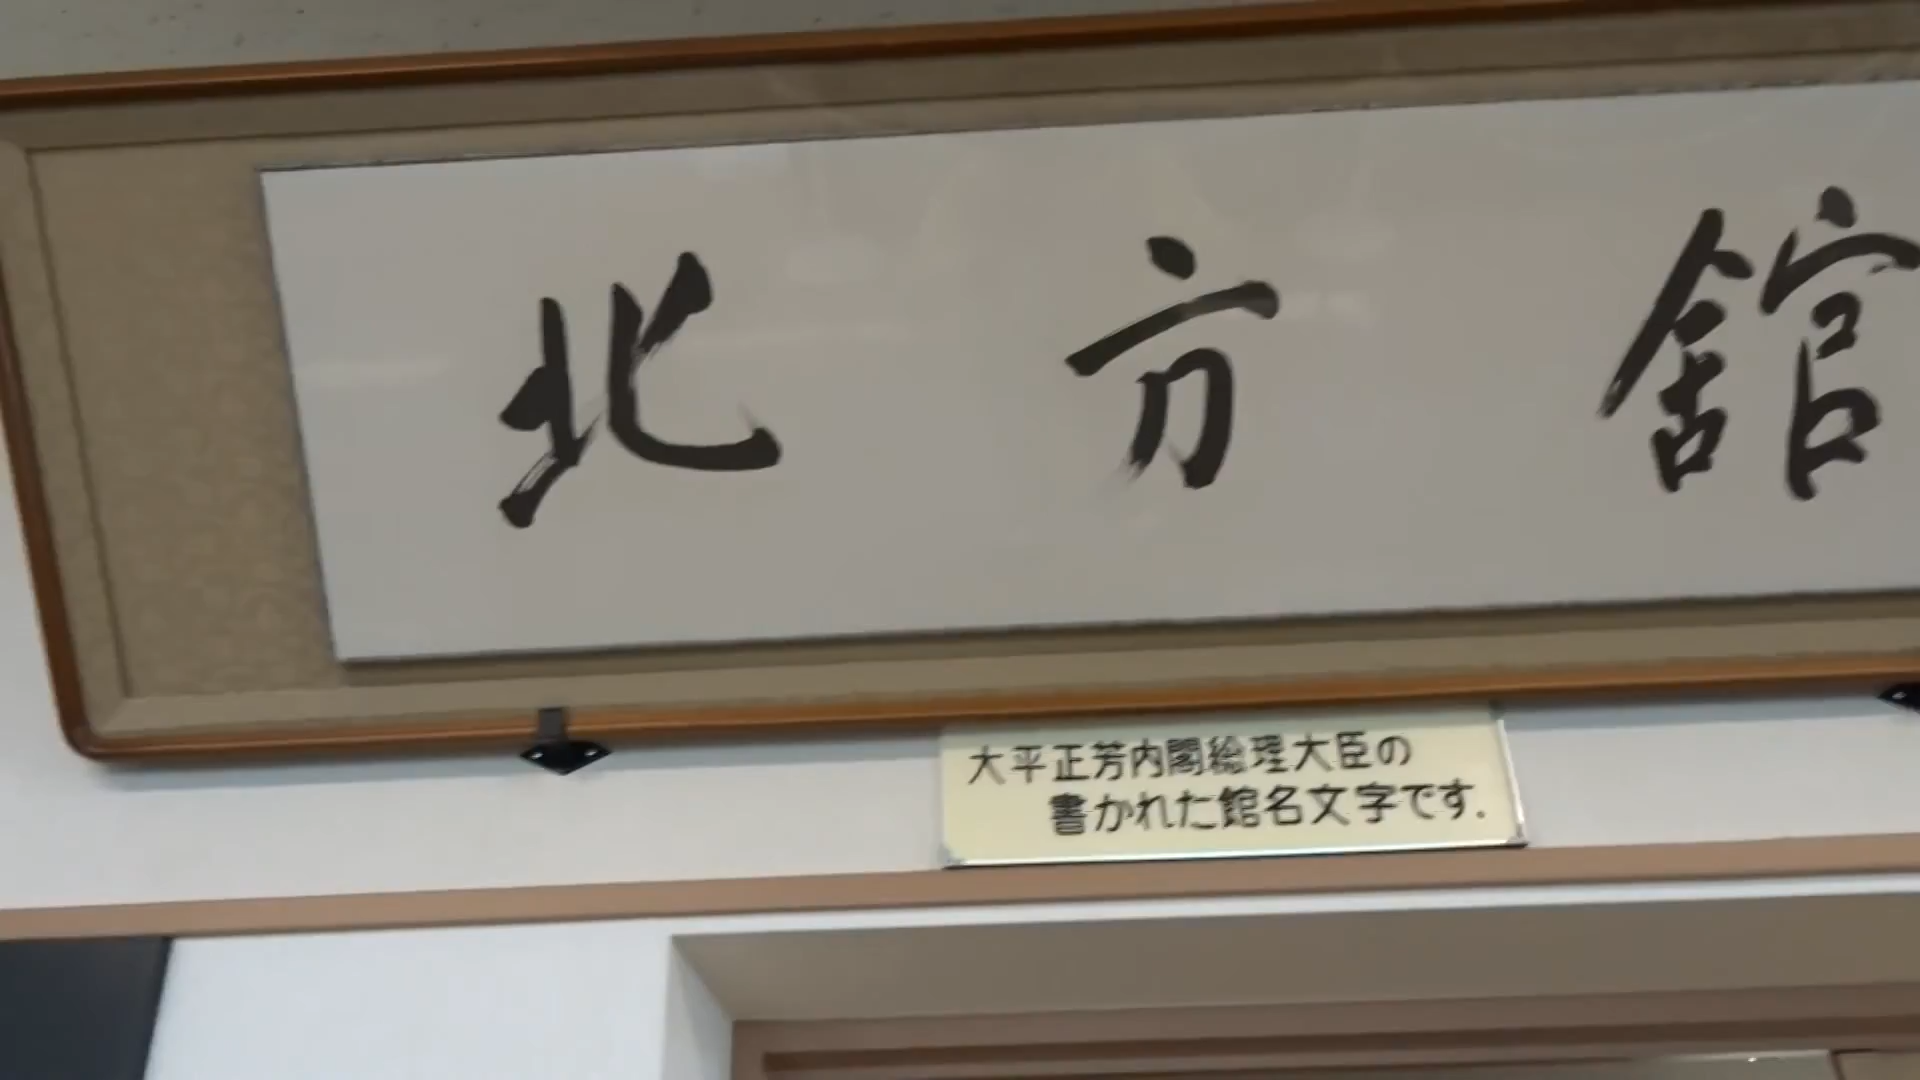 北方館
大平正芳内閣総理大臣の
書かれた館名文字です.